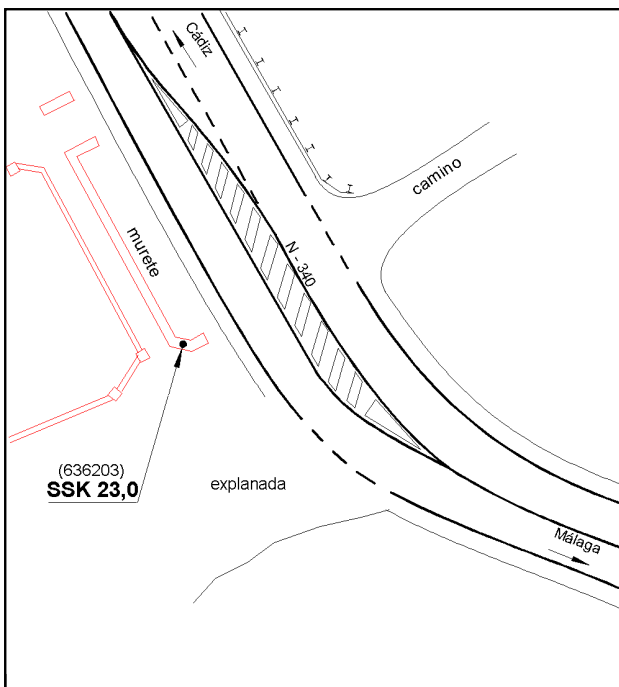 Cádiz
camino
murete
N - 340
(636203)
SSK 23,0
explanada
Málaga